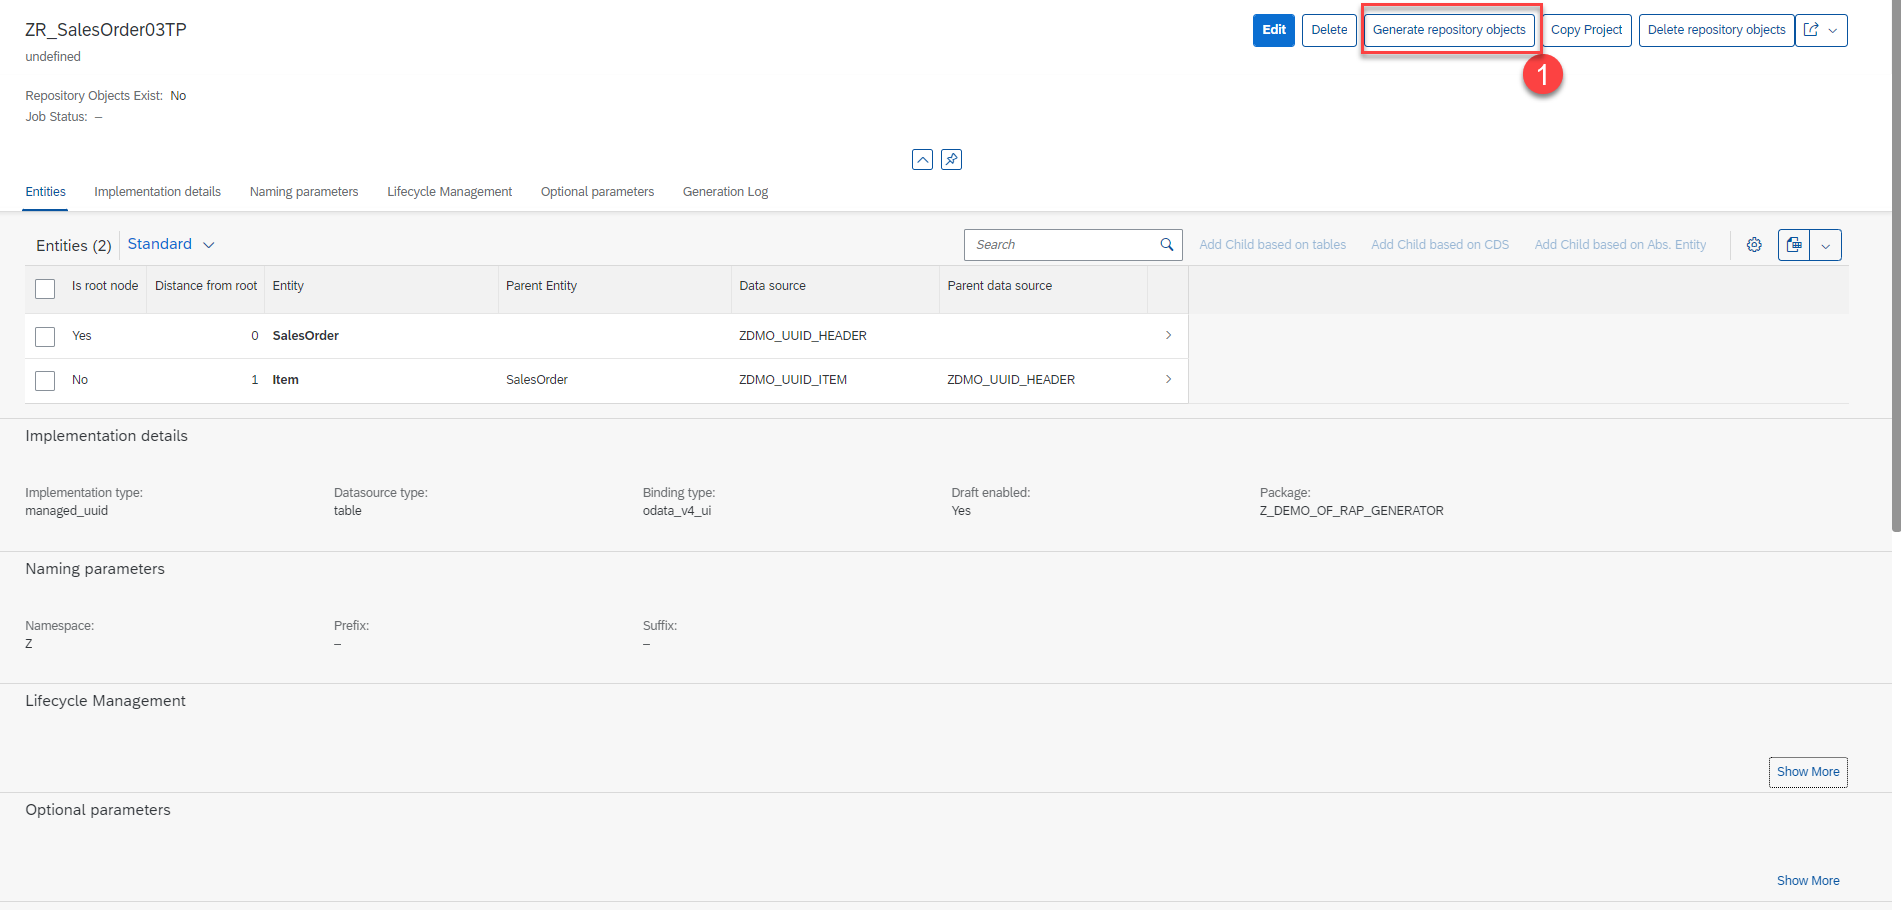 ZR_SalesOrder03TP
Edit Delete Generate repository objects Copy Project Delete repository objects
undefined
1
Repository Objects Exist: No
Job Status: –
Entities Implementation details Naming parameters Lifecycle Management Optional parameters Generation Log
Entities (2) Standard Search Add Child based on tables Add Child based on CDS Add Child based on Abs. Entity
Is root node Distance from root Entity Parent Entity Data source Parent data source
Yes 0 SalesOrder ZDMO_UUID_HEADER
No 1 Item SalesOrder ZDMO_UUID_ITEM ZDMO_UUID_HEADER
Implementation details
Implementation type: Datasource type: Binding type: Draft enabled: Package:
managed_uuid table odata_v4_ui Yes Z_DEMO_OF_RAP_GENERATOR
Naming parameters
Namespace: Prefix: Suffix:
Z – –
Lifecycle Management
Show More
Optional parameters
Show More